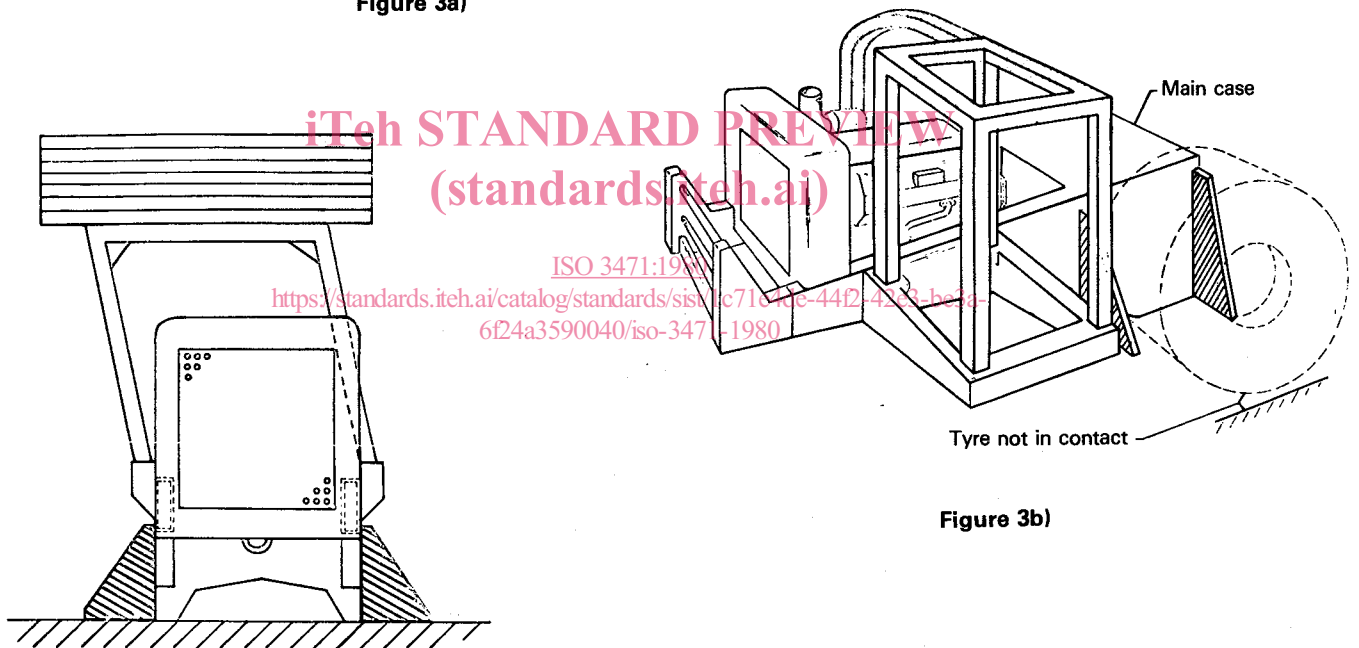 Figure 3a)
Main case
iTeh STANDARD PREVIEW
(standards.iteh.ai)
ISO 3471:1980
https://standards.iteh.ai/catalog/standards/sist/1c71e4de-44f2-42e3-be3a-
6f24a3590040/iso-3471-1980
Tyre not in contact
Figure 3b)